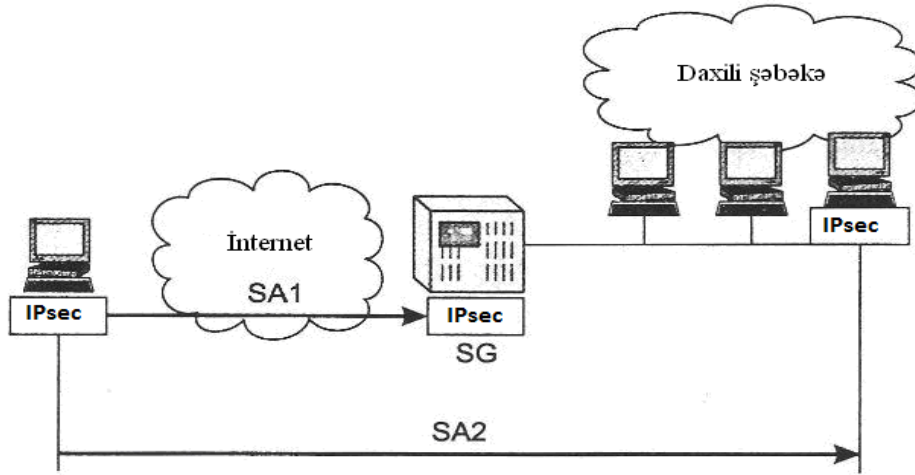 Daxili şəbəkə
İnternet
SA1
IPsec
IPsec
IPsec
SG
SA2